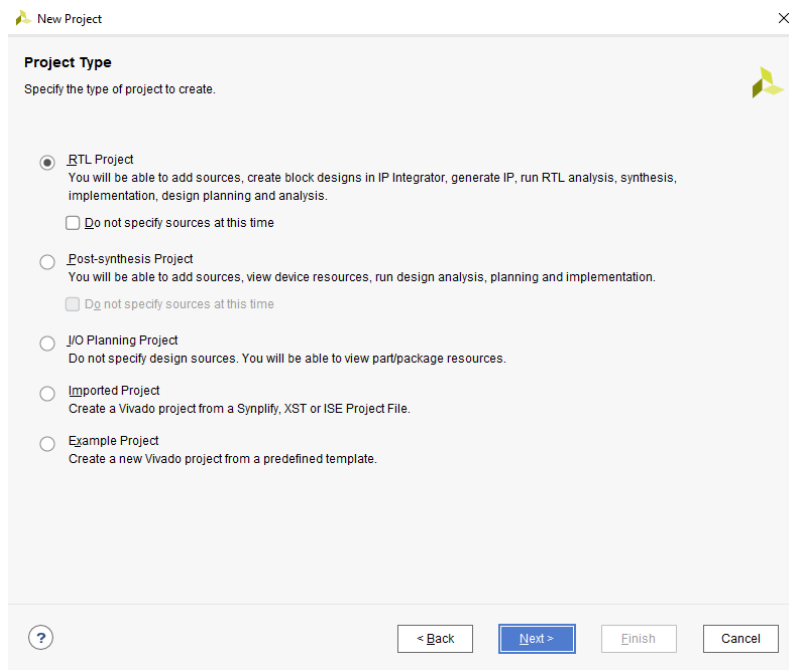 New Project
Project Type
Specify the type of project to create.
RTL Project
You will be able to add sources, create block designs in IP Integrator, generate IP, run RTL analysis, synthesis,
implementation, design planning and analysis.
Do not specify sources at this time
Post-synthesis Project
You will be able to add sources, view device resources, run design analysis, planning and implementation.
Do not specify sources at this time
I/O Planning Project
Do not specify design sources. You will be able to view part/package resources.
Imported Project
Create a Vivado project from a Synplify, XST or ISE Project File.
Example Project
Create a new Vivado project from a predefined template.
? < Back Next > Finish Cancel